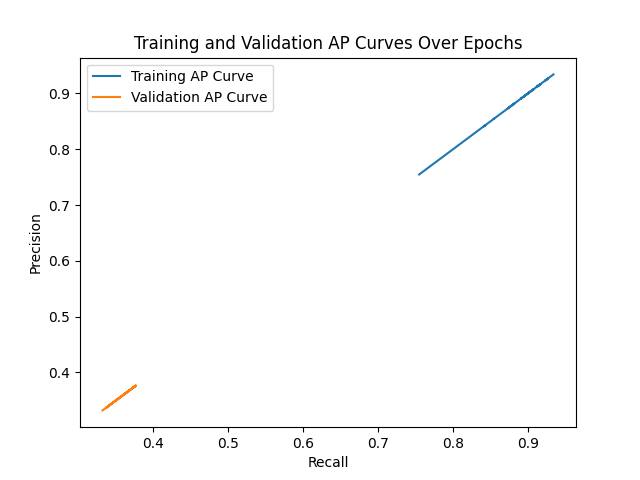 Training and Validation AP Curves Over Epochs
Training AP Curve
Validation AP Curve
0.9
0.8
0.7
0.6
0.5
0.4
Precision
0.4 0.5 0.6 0.7 0.8 0.9
Recall